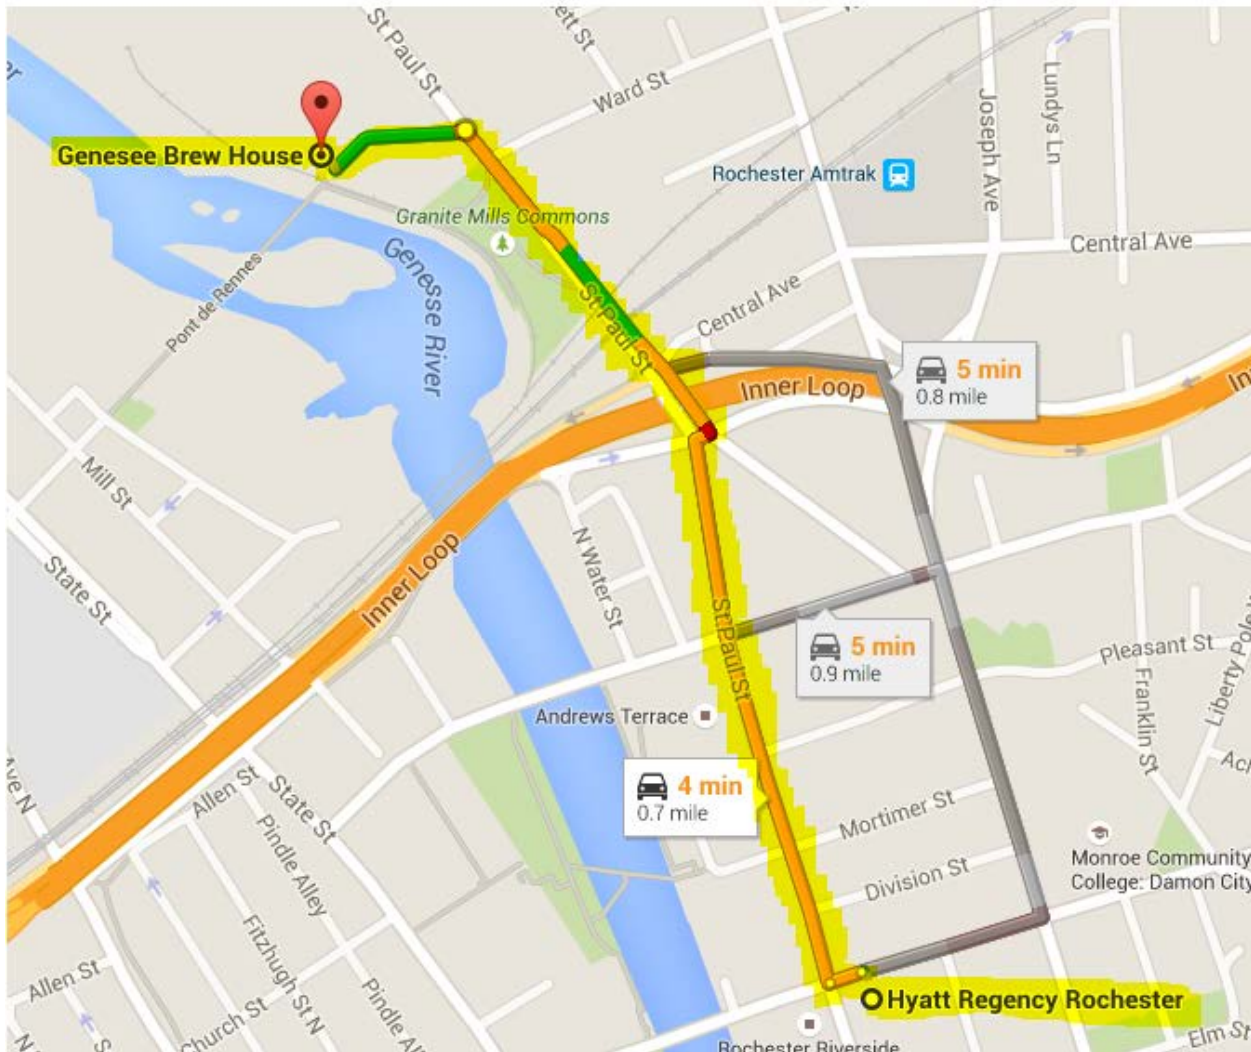 St Paul St
Ward St
Lundys Ln
Joseph Ave
Genesee Brew House
Rochester Amtrak
Granite Mills Commons
Central Ave
Genesse River
Pont de Rennes
St Paul St
Central Ave
5 min
0.8 mile
Inner Loop
Mill St
Inner Loop
N Water St
State St
St Paul St
5 min
0.9 mile
Pleasant St
Franklin St
Andrews Terrace
4 min
0.7 mile
Mortimer St
Allen St
State St
Pindle Alley
Division St
Monroe Community
College: Damon City
Fitzhugh St N
Allen St
Church St
Hyatt Regency Rochester
Elm St
Rochester Riverside